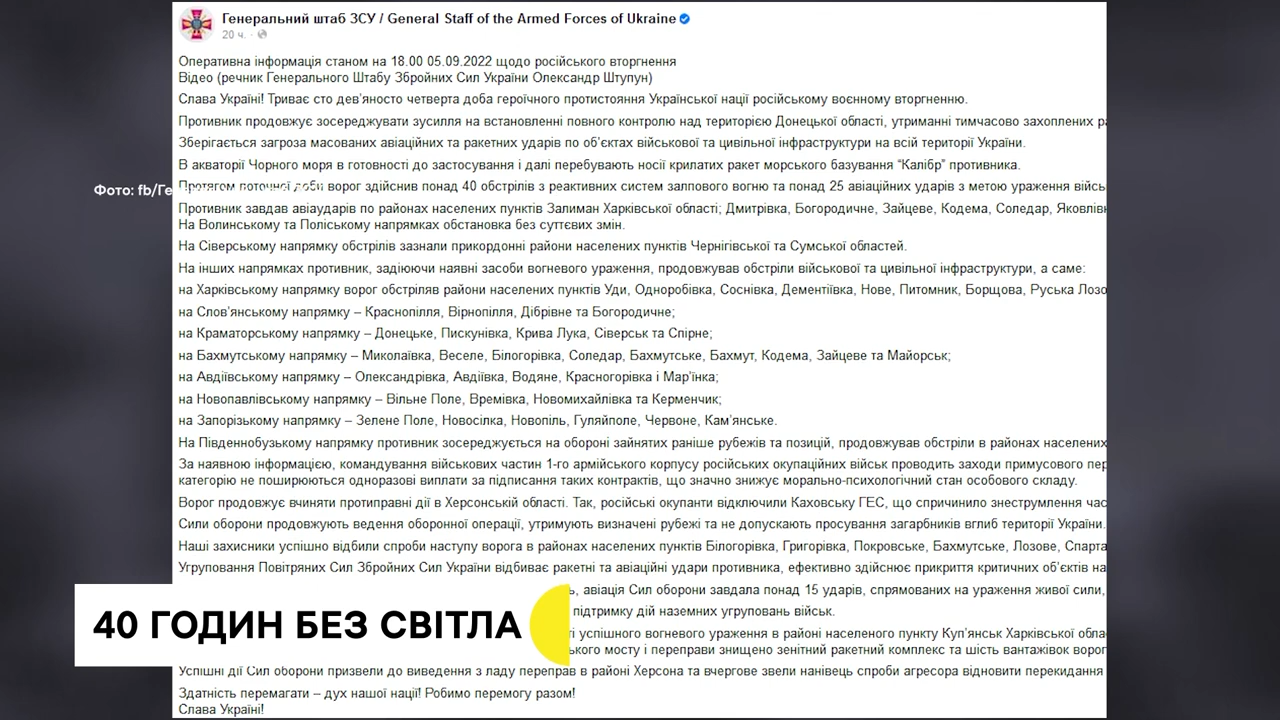 Генеральний штаб ЗСУ / General Staff of the Armed Forces of Ukraine
20 ч. ·
Оперативна інформація станом на 18.00 05.09.2022 щодо російського вторгнення
Відео (речник Генерального Штабу Збройних Сил України Олександр Штупун)
Слава Україні! Триває сто дев’яносто четверта доба героїчного протистояння Української нації російському воєнному вторгненню.
Противник продовжує зосереджувати зусилля на встановленні повного контролю над територією Донецької області, утриманні тимчасово захоплених
Зберігається загроза масованих авіаційних та ракетних ударів по об’єктах військової та цивільної інфраструктури на всій території України.
В акваторії Чорного моря в готовності до застосування і далі перебувають носії крилатих ракет морського базування “Калібр” противника.
Фото: fb/Ге
Протягом поточної доби ворог здійснив понад 40 обстрілів з реактивних систем залпового вогню та понад 25 авіаційних ударів з метою ураження
Противник завдав авіаударів по районах населених пунктів Залиман Харківської області; Дмитрівка, Богородичне, Зайцеве, Кодема, Соледар,
На Волинському та Поліському напрямках обстановка без суттєвих змін.
На Сіверському напрямку обстрілів зазнали прикордонні райони населених пунктів Чернігівської та Сумської областей.
На інших напрямках противник, задіюючи наявні засоби вогневого ураження, продовжував обстріли військової та цивільної інфраструктури, а саме:
на Харківському напрямку ворог обстріляв райони населених пунктів Уди, Одноробівка, Соснівка, Дементіївка, Нове, Питомник, Борщова, Руська
на Слов’янському напрямку – Краснопілля, Вірнопілля, Дібрівне та Богородичне;
на Краматорському напрямку – Донецьке, Пискунівка, Крива Лука, Сіверськ та Спірне;
на Бахмутському напрямку – Миколаївка, Веселе, Білогорівка, Соледар, Бахмутське, Бахмут, Кодема, Зайцеве та Майорськ;
на Авдіївському напрямку – Олександрівка, Авдіївка, Водяне, Красногорівка і Мар’їнка;
на Новопавлівському напрямку – Вільне Поле, Времівка, Новомихайлівка та Керменчик;
на Запорізькому напрямку – Зелене Поле, Новосілка, Новопіль, Гуляйполе, Червоне, Кам’янське.
На Південнобузькому напрямку противник зосереджується на обороні зайнятих раніше рубежів та позицій, продовжував обстріли в районах населених
За наявною інформацією, командування військових частин 1-го армійського корпусу російських окупаційних військ проводить заходи примусового
категорію не поширюються одноразові виплати за підписання таких контрактів, що значно знижує морально-психологічний стан особового складу.
Ворог продовжує вчиняти протиправні дії в Херсонській області. Так, російські окупанти відключили Каховську ГЕС, що спричинило знеструмлення
Сили оборони продовжують ведення оборонної операції, утримують визначені рубежі та не допускають просування загарбників вглиб території України.
Наші захисники успішно відбили спроби наступу ворога в районах населених пунктів Білогорівка, Григорівка, Покровське, Бахмутське, Лозове,
Угруповання Повітряних Сил Збройних Сил України відбиває ракетні та авіаційні удари противника, ефективно здійснює прикриття критичних об’єктів
авіація Сил оборони завдала понад 15 ударів, спрямованих на ураження живої сили,
підтримку дій наземних угруповань військ.
40 ГОДИН БЕЗ СВІТЛА
успішного вогневого ураження в районі населеного пункту Куп’янськ Харківської
мосту і переправи знищено зенітний ракетний комплекс та шість вантажівок
Успішні дії Сил оборони призвели до виведення з ладу переправ в районі Херсона та вчергове звели нанівець спроби агресора відновити перекидання
Здатність перемагати – дух нашої нації! Робимо перемогу разом!
Слава Україні!